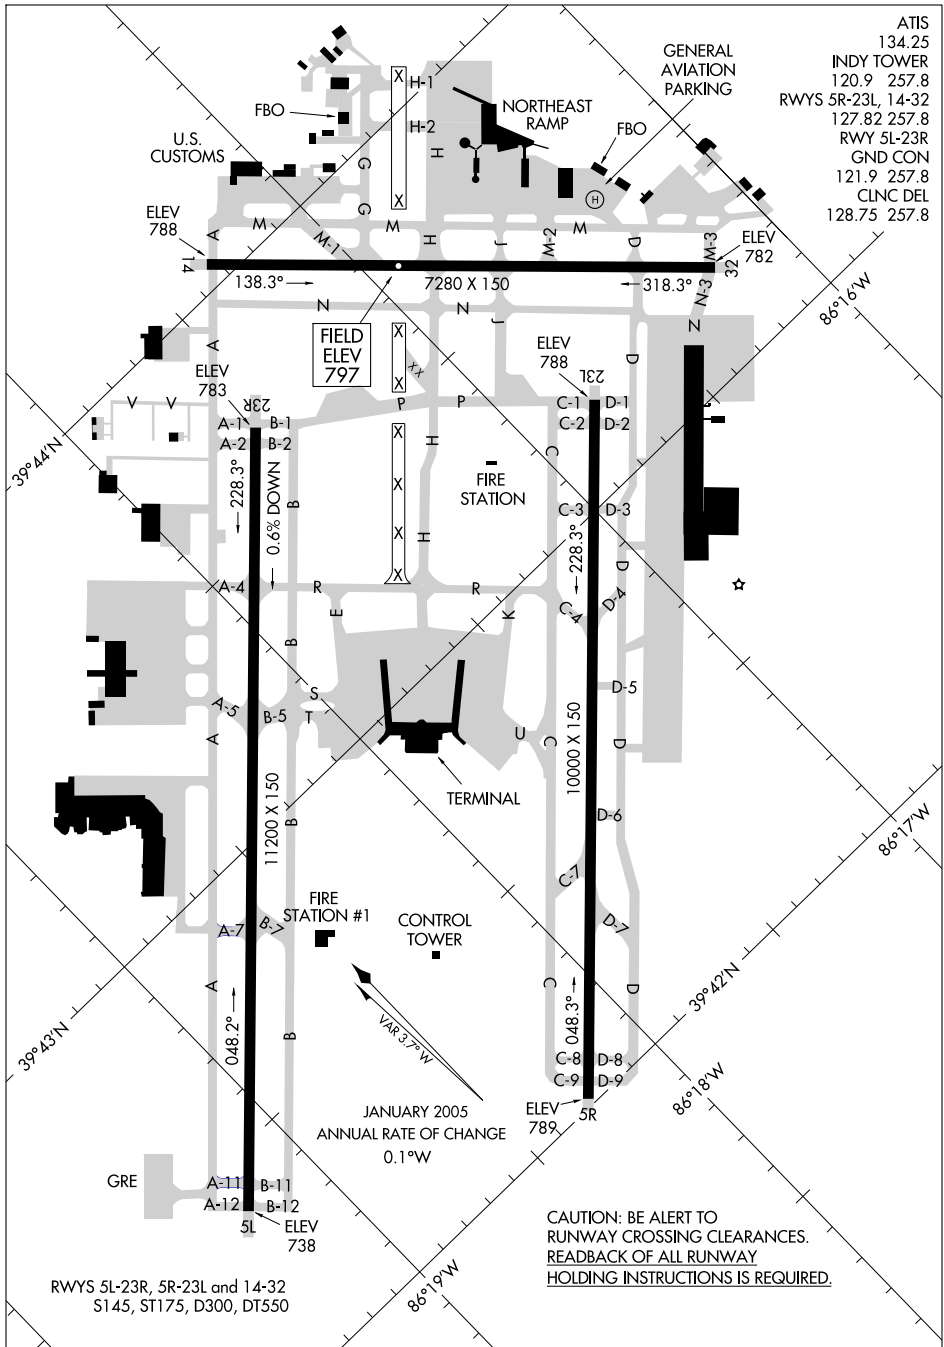 ATIS
134.25
INDY TOWER
120.9 257.8
RWYS 5R-23L, 14-32
127.82 257.8
RWY 5L-23R
GND CON
121.9 257.8
CLNC DEL
128.75 257.8
GENERAL
AVIATION
PARKING
X
H-1
FBO
H-2
NORTHEAST
RAMP
FBO
U.S.
CUSTOMS
H
G
G
X
H
ELEV
788
A
M
M-1
M
H
J
M-2
M
D
M-3
ELEV
782
14
32
138.3°
7280 X 150
318.3°
N-3
86°16'W
N
N
J
N
FIELD
ELEV
797
X
X
XX
A
ELEV
783
ELEV
788
D
23R
23L
V
V
P
P
A-1
B-1
C-1
D-1
A-2
B-2
C-2
D-2
39°44'N
228.3°
0.6% DOWN
B
H
X
X
X
X
C
FIRE
STATION
C-3
D-3
H
228.3°
D
A-4
R
E
R
K
C-4
D-4
B
S
T
A-5
B-5
D-5
A
U
C
D
TERMINAL
11200 X 150
10000 X 150
B
D-6
86°17'W
C-7
FIRE
STATION #1
CONTROL
TOWER
A-7
B-7
D-7
A
048.2°
B
VAR 3.7° W
C
048.3°
D
39°42'N
39°43'N
C-8
D-8
C-9
D-9
86°18'W
ELEV
789
5R
JANUARY 2005
ANNUAL RATE OF CHANGE
0.1°W
GRE
A-11
B-11
A-12
B-12
5L
ELEV
738
86°19'W
CAUTION: BE ALERT TO
RUNWAY CROSSING CLEARANCES.
READBACK OF ALL RUNWAY
HOLDING INSTRUCTIONS IS REQUIRED.
RWYS 5L-23R, 5R-23L and 14-32
S145, ST175, D300, DT550